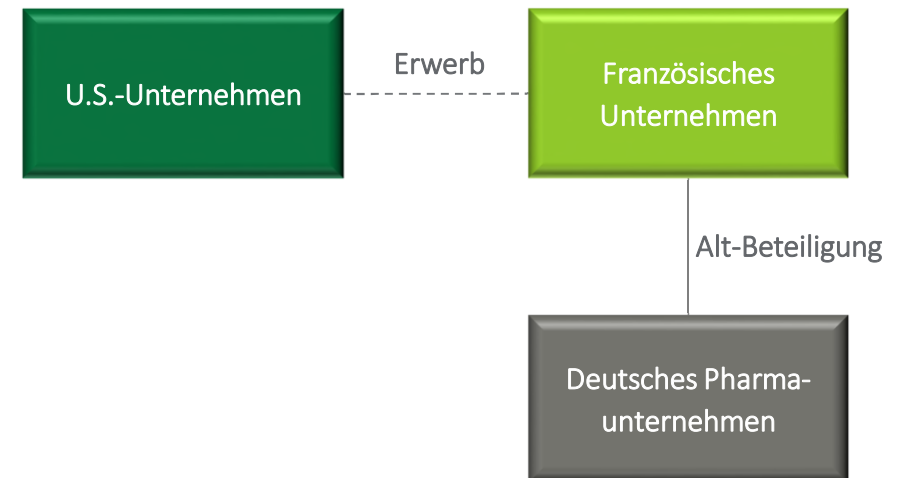 U.S.-Unternehmen
Erwerb
Französisches
Unternehmen
Alt-Beteiligung
Deutsches Pharma-
unternehmen